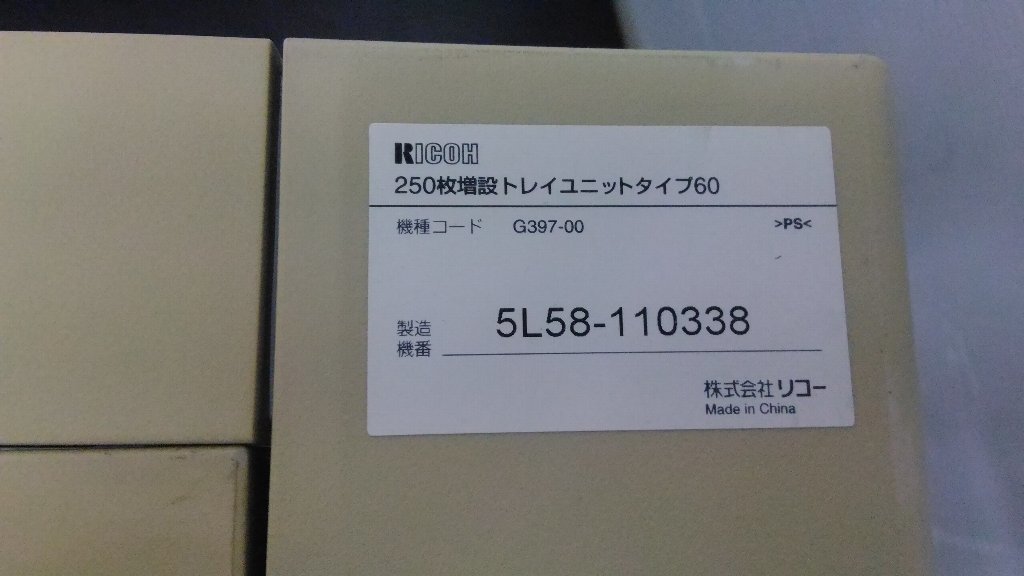 RICOH
250枚増設トレイユニットタイプ60
機種コード G397-00 >PS<
製造 5L58-110338
機番
株式会社リコー
Made in China